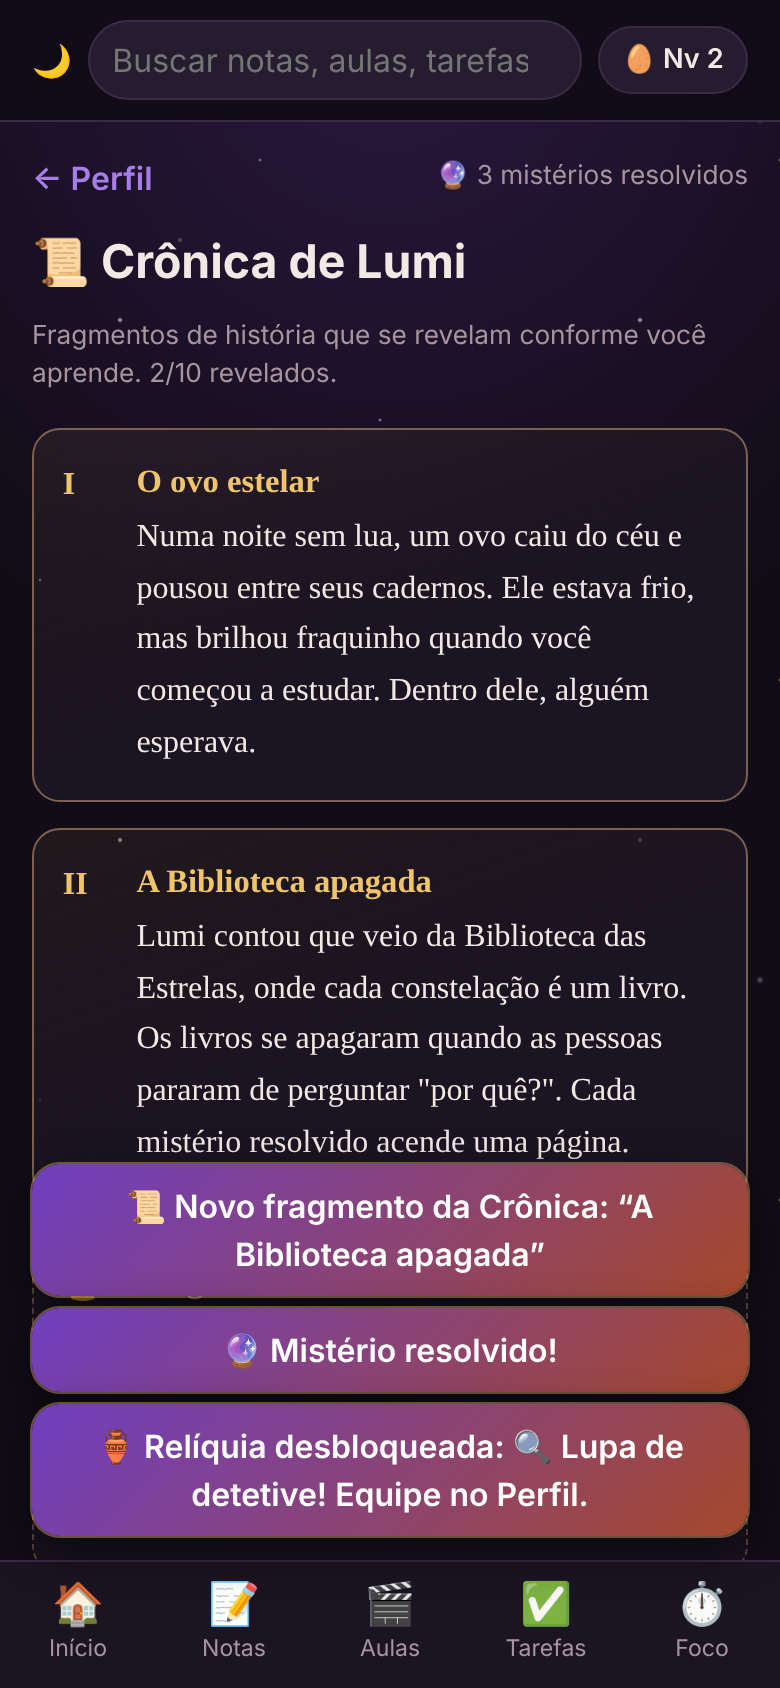 Buscar notas, aulas, tarefas
Nv 2
← Perfil
3 mistérios resolvidos
Crônica de Lumi
Fragmentos de história que se revelam conforme você
aprende. 2/10 revelados.
I
O ovo estelar
Numa noite sem lua, um ovo caiu do céu e
pousou entre seus cadernos. Ele estava frio,
mas brilhou fraquinho quando você
começou a estudar. Dentro dele, alguém
esperava.
II
A Biblioteca apagada
Lumi contou que veio da Biblioteca das
Estrelas, onde cada constelação é um livro.
Os livros se apagaram quando as pessoas
pararam de perguntar "por quê?". Cada
mistério resolvido acende uma página.
Novo fragmento da Crônica: “A
Biblioteca apagada”
Mistério resolvido!
Relíquia desbloqueada: 🔍 Lupa de
detetive! Equipe no Perfil.
Início
Notas
Aulas
Tarefas
Foco